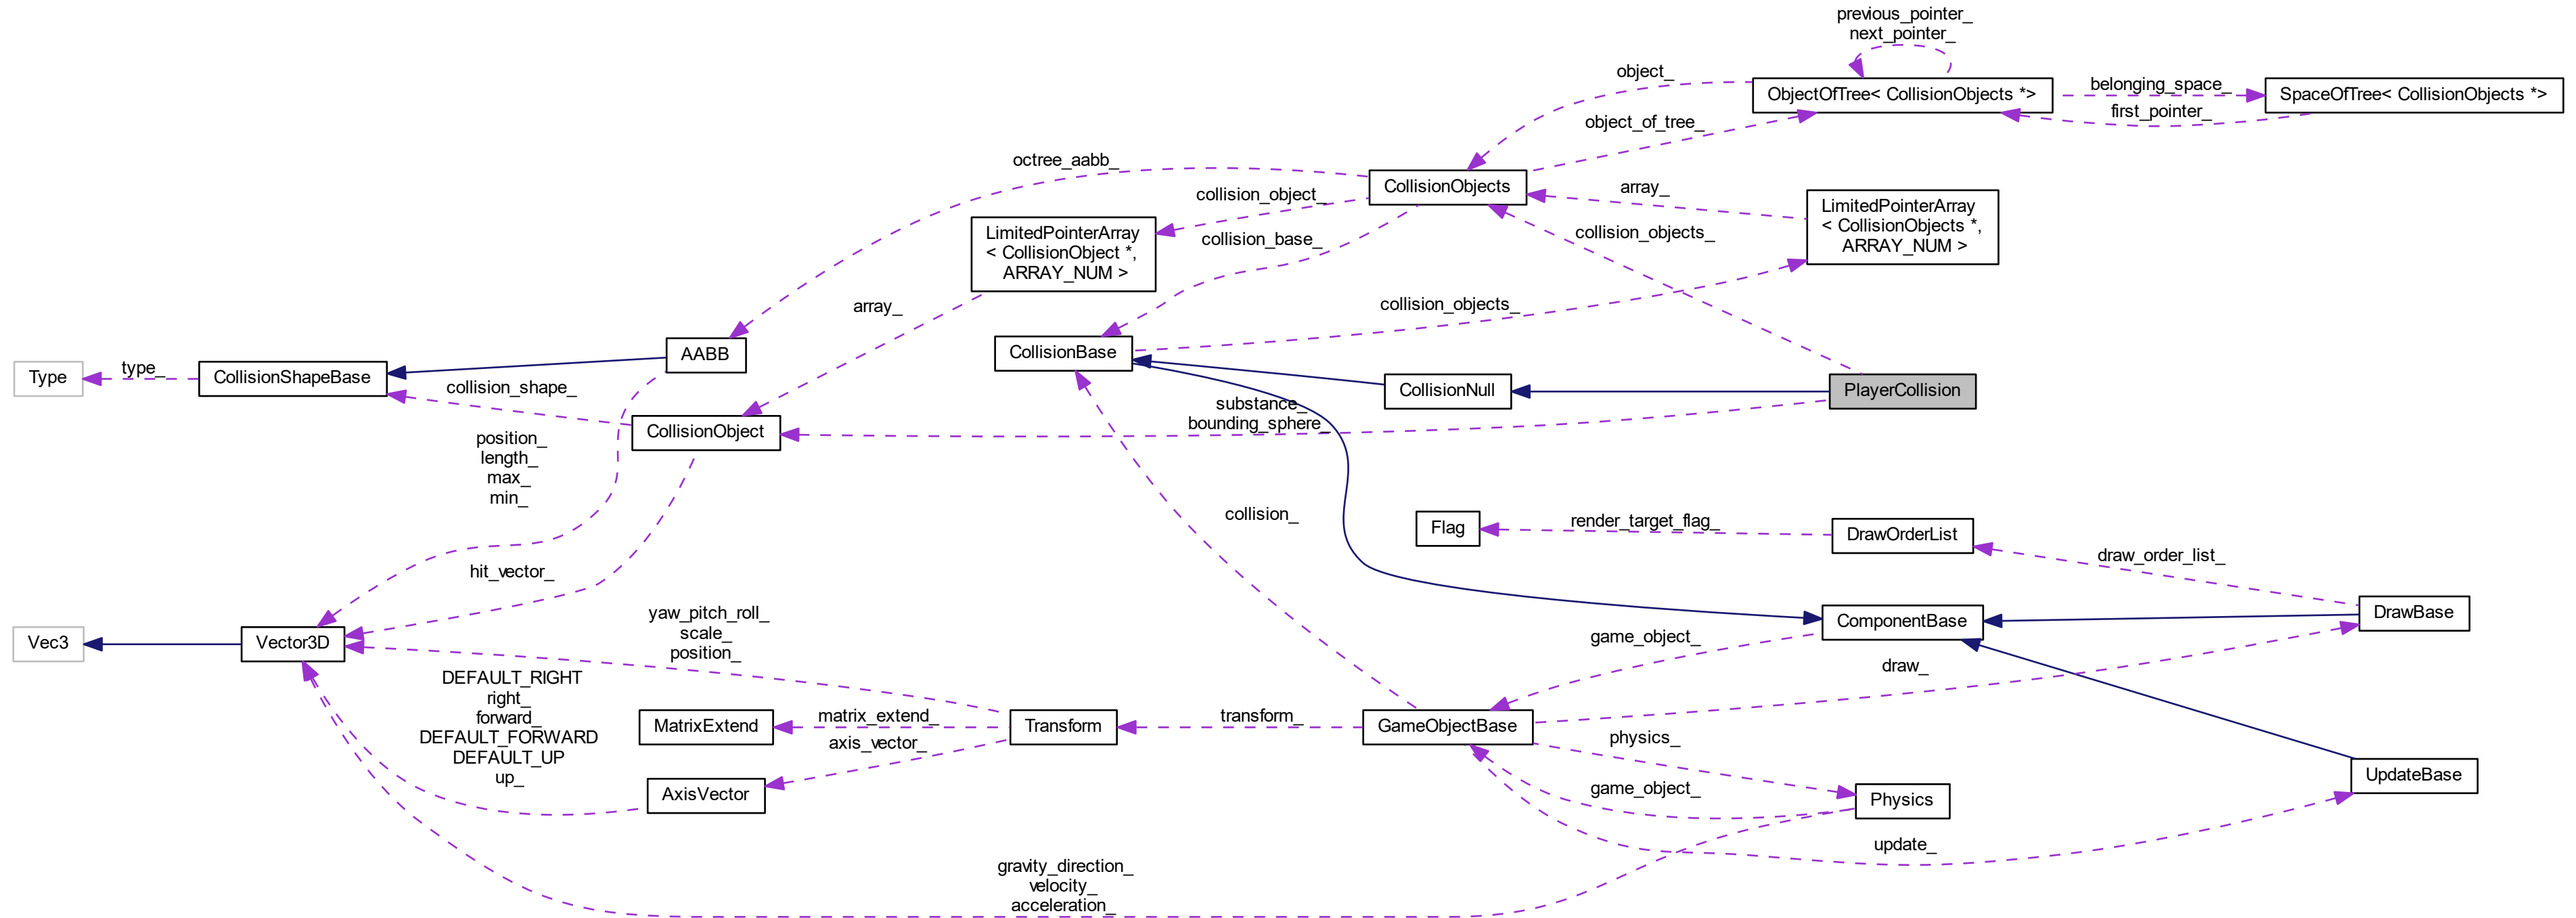 previous_pointer_
next_pointer_
object_
ObjectOfTree< CollisionObjects *>
belonging_space_
first_pointer_
SpaceOfTree< CollisionObjects *>
object_of_tree_
octree_aabb_
CollisionObjects
collision_object_
array_
LimitedPointerArray
< CollisionObjects *,
ARRAY_NUM >
LimitedPointerArray
< CollisionObject *,
ARRAY_NUM >
collision_base_
collision_objects_
array_
collision_objects_
AABB
CollisionBase
Type
type_
CollisionShapeBase
collision_shape_
CollisionNull
PlayerCollision
substance_
bounding_sphere_
CollisionObject
position_
length_
max_
min_
collision_
Flag
render_target_flag_
DrawOrderList
draw_order_list_
hit_vector_
yaw_pitch_roll_
scale_
position_
ComponentBase
DrawBase
Vec3
Vector3D
game_object_
draw_
DEFAULT_RIGHT
right_
forward_
DEFAULT_FORWARD
DEFAULT_UP
up_
MatrixExtend
matrix_extend_
axis_vector_
Transform
transform_
GameObjectBase
physics_
UpdateBase
AxisVector
game_object_
Physics
update_
gravity_direction_
velocity_
acceleration_